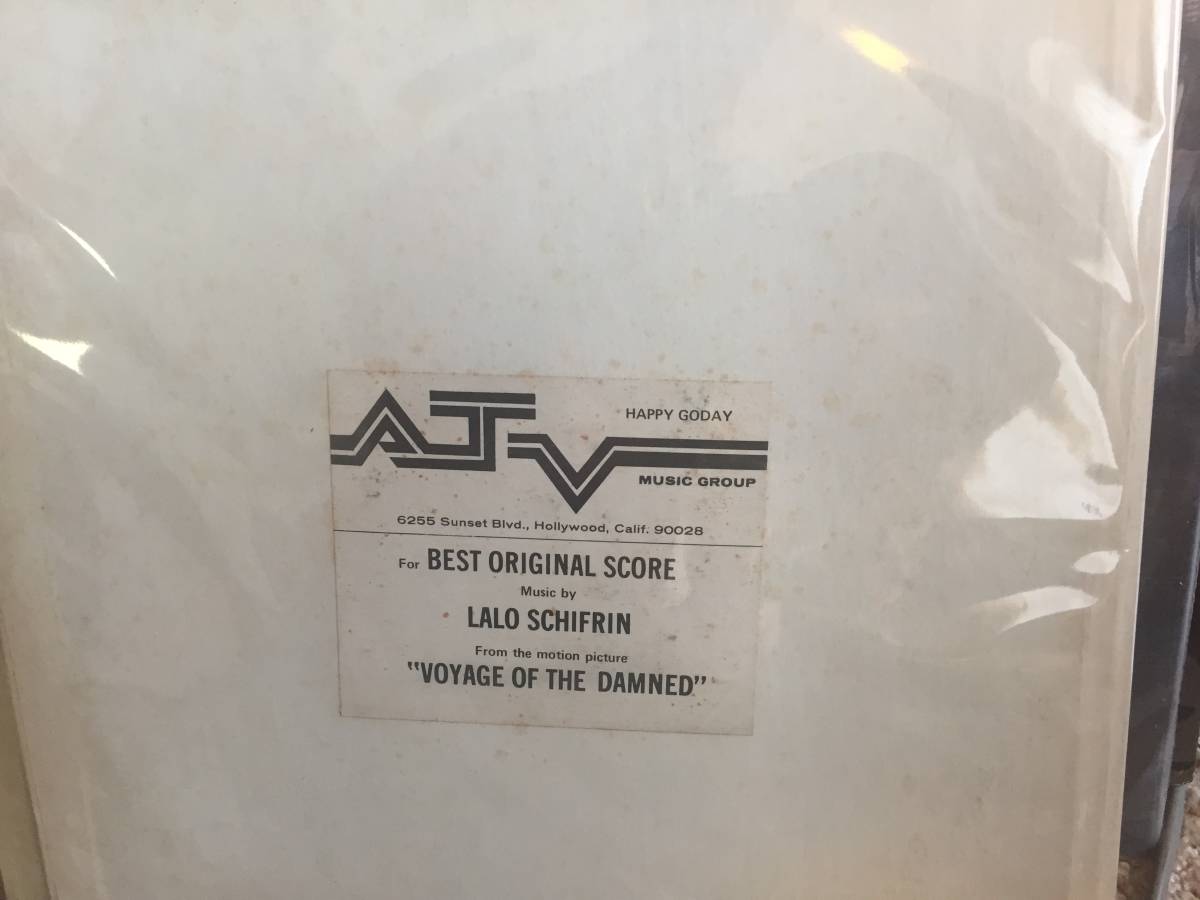 ATV
HAPPY GODAY
MUSIC GROUP
6255 Sunset Blvd., Hollywood, Calif. 90028
For BEST ORIGINAL SCORE
Music by
LALO SCHIFRIN
From the motion picture
"VOYAGE OF THE DAMNED"